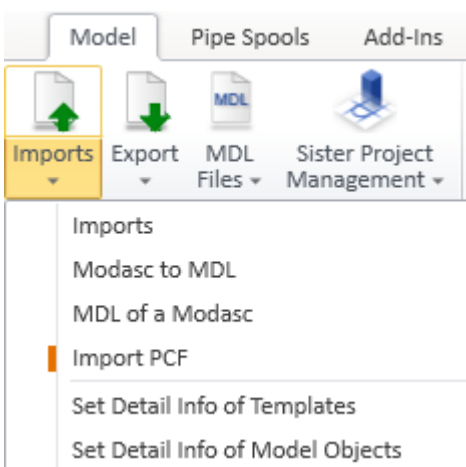 Model Pipe Spools Add-Ins
MDL
Imports Export MDL Files Sister Project Management
Imports
Modasc to MDL
MDL of a Modasc
Import PCF
Set Detail Info of Templates
Set Detail Info of Model Objects